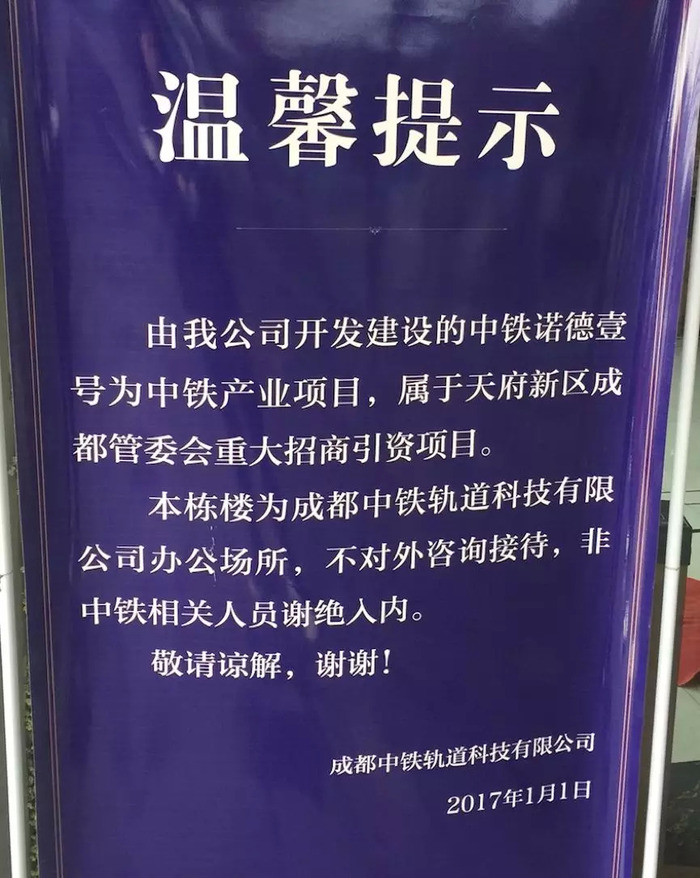 温馨提示
由我公司开发建设的中铁诺德壹
号为中铁产业项目，属于天府新区成
都管委会重大招商引资项目。
本栋楼为成都中铁轨道科技有限
公司办公场所，不对外咨询接待，非
中铁相关人员谢绝入内。
敬请谅解，谢谢！
成都中铁轨道科技有限公司
2017年1月1日